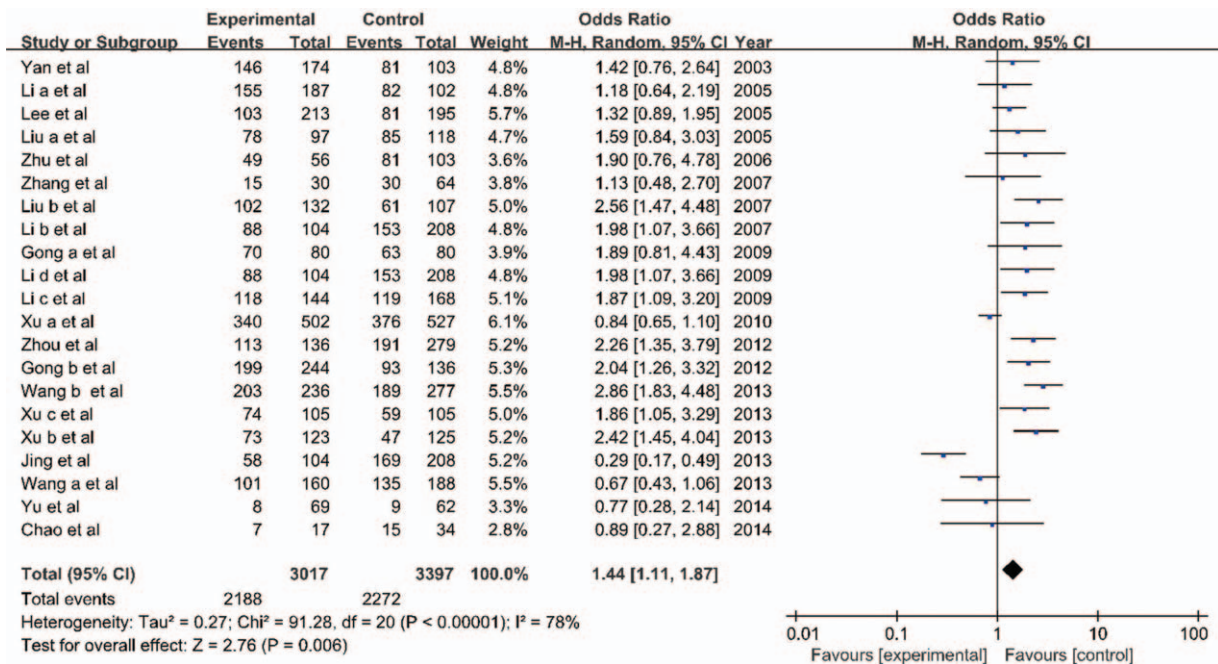 Experimental Control Odds Ratio Odds Ratio
Study or Subgroup Events Total Events Total Weight M-H, Random, 95% CI Year M-H, Random, 95% CI
Yan et al 146 174 81 103 4.8% 1.42 [0.76, 2.64] 2003
Li a et al 155 187 82 102 4.8% 1.18 [0.64, 2.19] 2005
Lee et al 103 213 81 195 5.7% 1.32 [0.89, 1.95] 2005
Liu a et al 78 97 85 118 4.7% 1.59 [0.84, 3.03] 2005
Zhu et al 49 56 81 103 3.6% 1.90 [0.76, 4.78] 2006
Zhang et al 15 30 30 64 3.8% 1.13 [0.48, 2.70] 2007
Liu b et al 102 132 61 107 5.0% 2.56 [1.47, 4.48] 2007
Li b et al 88 104 153 208 4.8% 1.98 [1.07, 3.66] 2007
Gong a et al 70 80 63 80 3.9% 1.89 [0.81, 4.43] 2009
Li d et al 88 104 153 208 4.8% 1.98 [1.07, 3.66] 2009
Li c et al 118 144 119 168 5.1% 1.87 [1.09, 3.20] 2009
Xu a et al 340 502 376 527 6.1% 0.84 [0.65, 1.10] 2010
Zhou et al 113 136 191 279 5.2% 2.26 [1.35, 3.79] 2012
Gong b et al 199 244 93 136 5.4% 2.04 [1.26, 3.32] 2012
Wang b et al 203 236 189 277 5.5% 2.86 [1.83, 4.48] 2013
Xu c et al 74 105 59 105 5.0% 1.86 [1.05, 3.29] 2013
Xu b et al 73 123 47 125 5.2% 2.42 [1.45, 4.04] 2013
Jing et al 58 104 169 208 5.2% 0.29 [0.17, 0.49] 2013
Wang a et al 101 160 135 188 5.5% 0.67 [0.43, 1.06] 2013
Yu et al 8 69 9 62 3.3% 0.77 [0.28, 2.14] 2014
Chao et al 7 17 15 34 2.8% 0.89 [0.27, 2.88] 2014
Total (95% CI) 3017 3397 100.0% 1.44 [1.11, 1.87]
Total events 2188 2272
Heterogeneity: Tau² = 0.27; Chi² = 91.28, df = 20 (P < 0.00001); I² = 78%
Test for overall effect: Z = 2.76 (P = 0.006)
0.01 0.1 1 10 100
Favours [experimental] Favours [control]